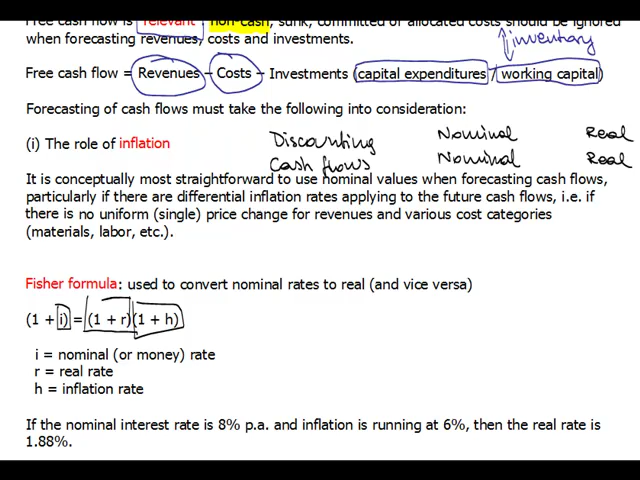 Free cash flow is relevant. non-cash, sunk, committed or allocated costs should be ignored
when forecasting revenues, costs and investments.
inventory
Free cash flow = Revenues – Costs – Investments (capital expenditures / working capital)
Forecasting of cash flows must take the following into consideration:
(i) The role of inflation
Discounting Nominal Real
Cash flows Nominal Real
It is conceptually most straightforward to use nominal values when forecasting cash flows,
particularly if there are differential inflation rates applying to the future cash flows, i.e. if
there is no uniform (single) price change for revenues and various cost categories
(materials, labor, etc.).
Fisher formula: used to convert nominal rates to real (and vice versa)
(1 + i) = (1 + r) (1 + h)
i = nominal (or money) rate
r = real rate
h = inflation rate
If the nominal interest rate is 8% p.a. and inflation is running at 6%, then the real rate is
1.88%.